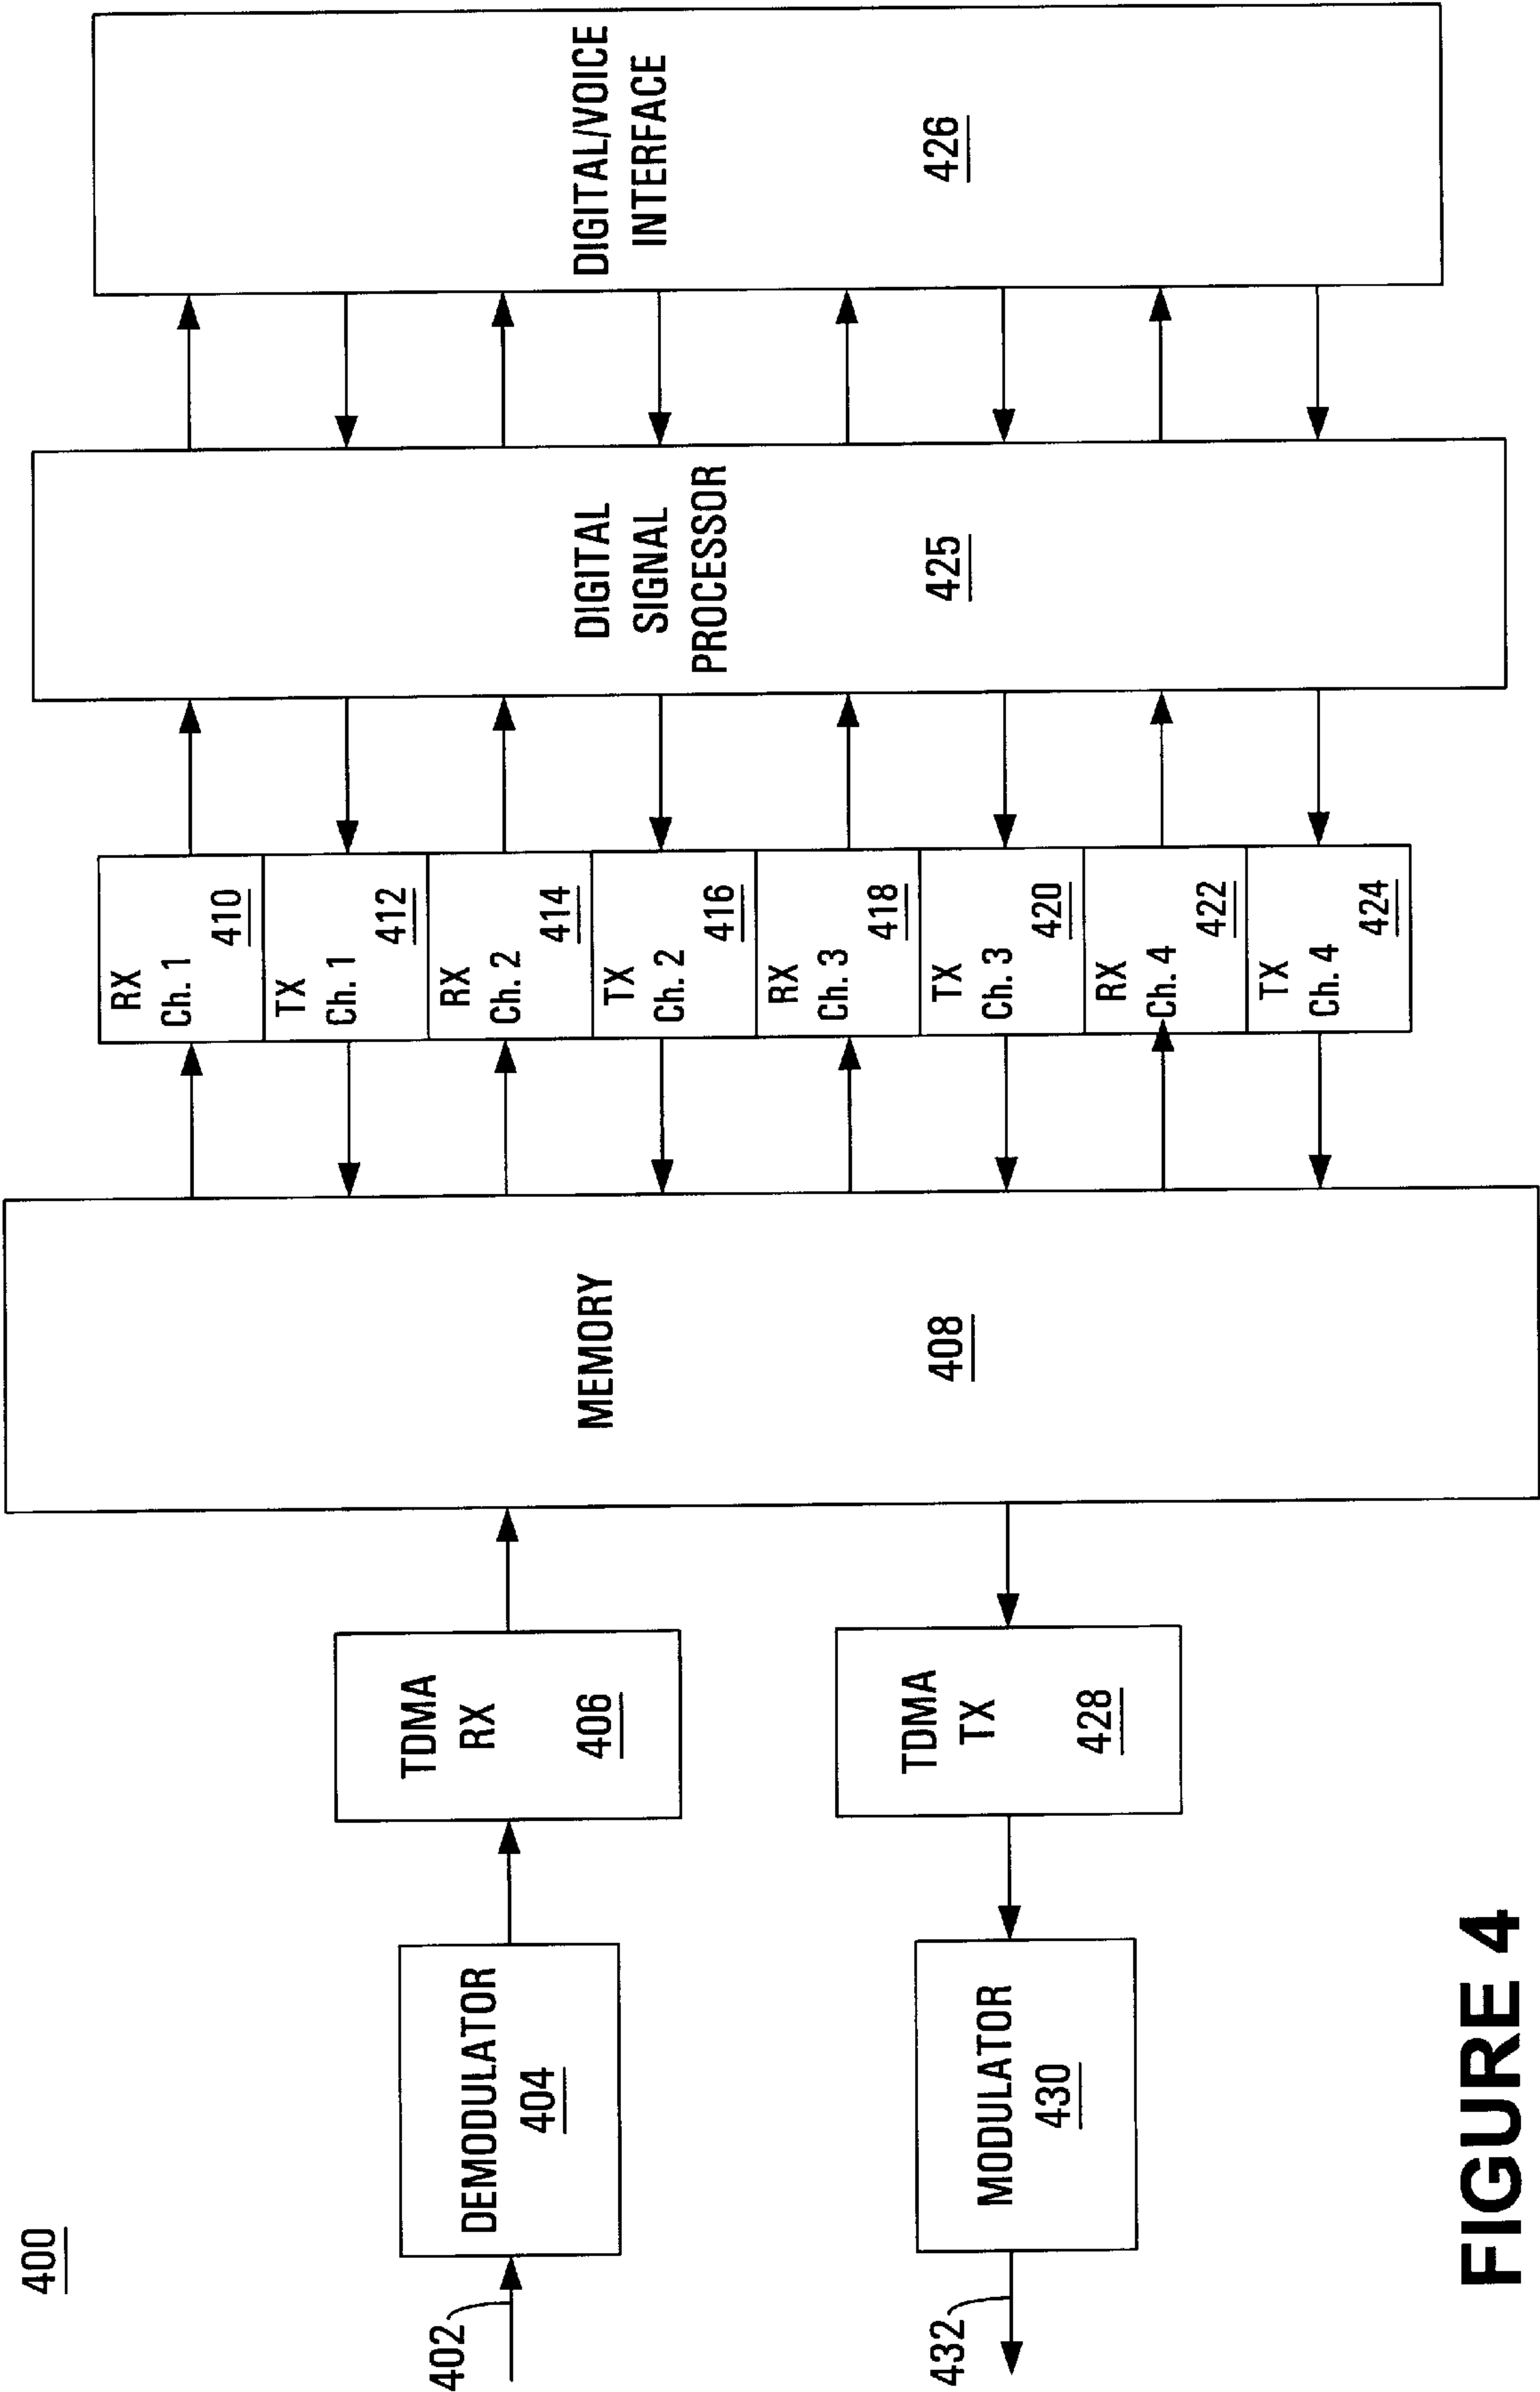 400
402
DEMODULATOR
404
TDMA
RX
406
432
MODULATOR
430
TDMA
TX
428
MEMORY
408
RX
Ch. 1
410
TX
Ch. 1
412
RX
Ch. 2
414
TX
Ch. 2
416
RX
Ch. 3
418
TX
Ch. 3
420
RX
Ch. 4
422
TX
Ch. 4
424
DIGITAL
SIGNAL
PROCESSOR
425
DIGITAL/VOICE
INTERFACE
426
FIGURE 4